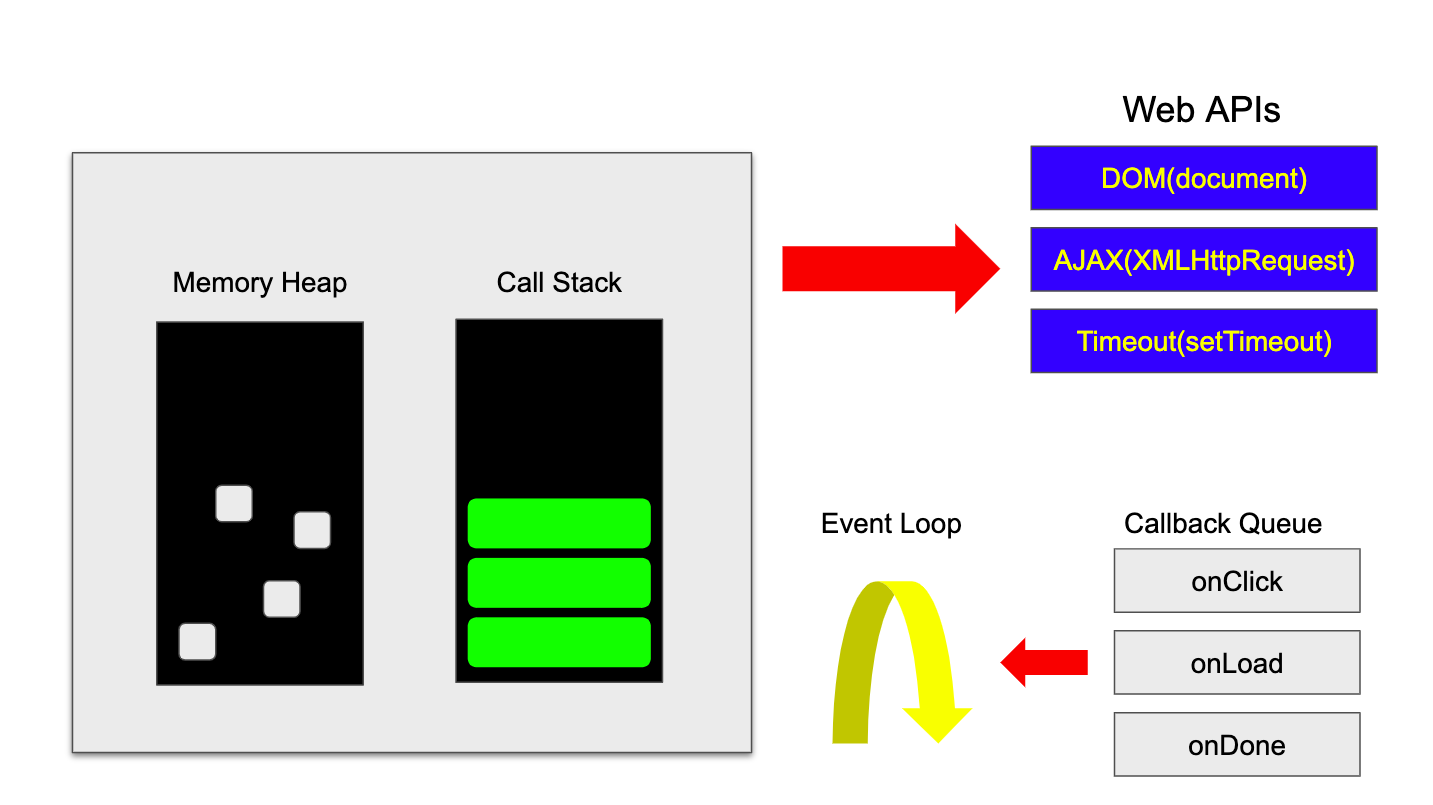 Web APIs
DOM(document)
AJAX(XMLHttpRequest)
Timeout(setTimeout)
Memory Heap
Call Stack
Event Loop
Callback Queue
onClick
onLoad
onDone